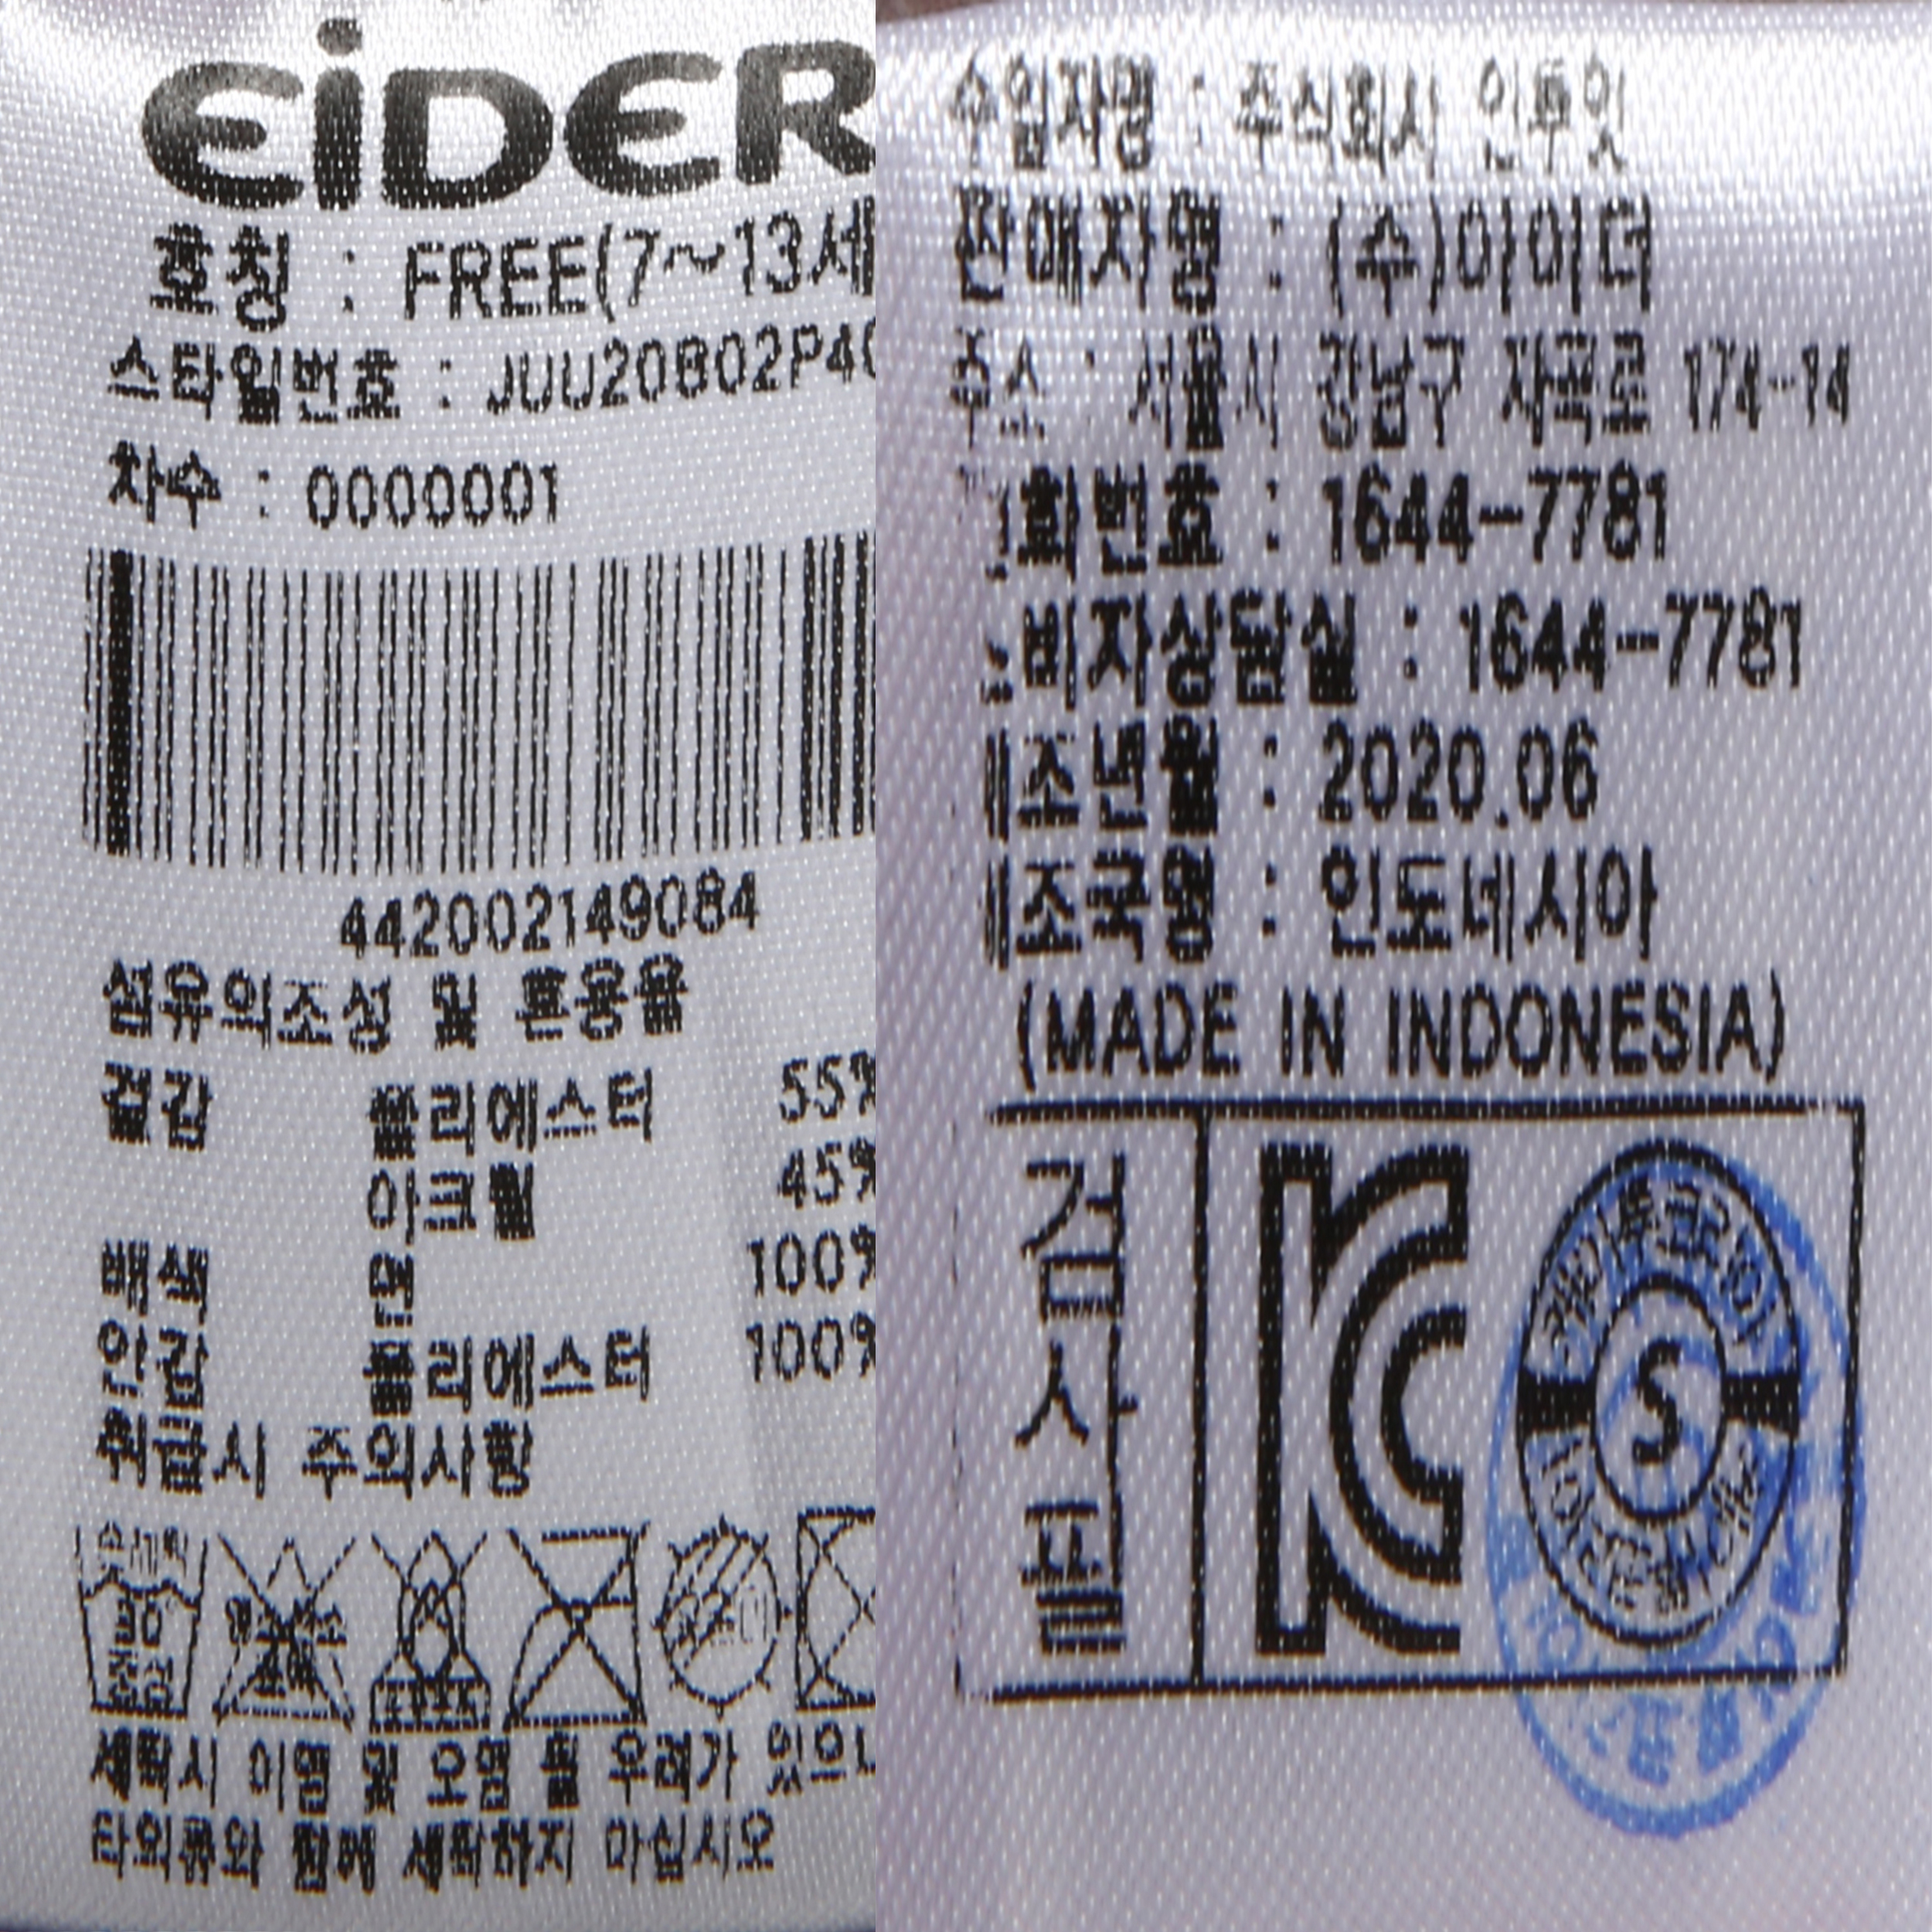 EiDER
호칭 : FREE(7~13세
스타일번호 : JUU20802P4
차수 : 0000001
442002149084
섬유의조성 및 혼용율
겉감 폴리에스터 55%
아크릴 45%
배색 면 100%
안감 폴리에스터 100%
취급시 주의사항
손세탁
중성
세탁시 이염 및 오염 될 우려가 있으니
타의류와 함께 세탁하지 마십시오
수입자명 : 주식회사 인투잇
판매자명 : (주)아이더
주소 : 서울시 강남구 자곡로 174-14
전화번호 : 1644-7781
소비자상담실 : 1644-7781
제조년월 : 2020.06
제조국명 : 인도네시아
(MADE IN INDONESIA)
검사필
KC
S